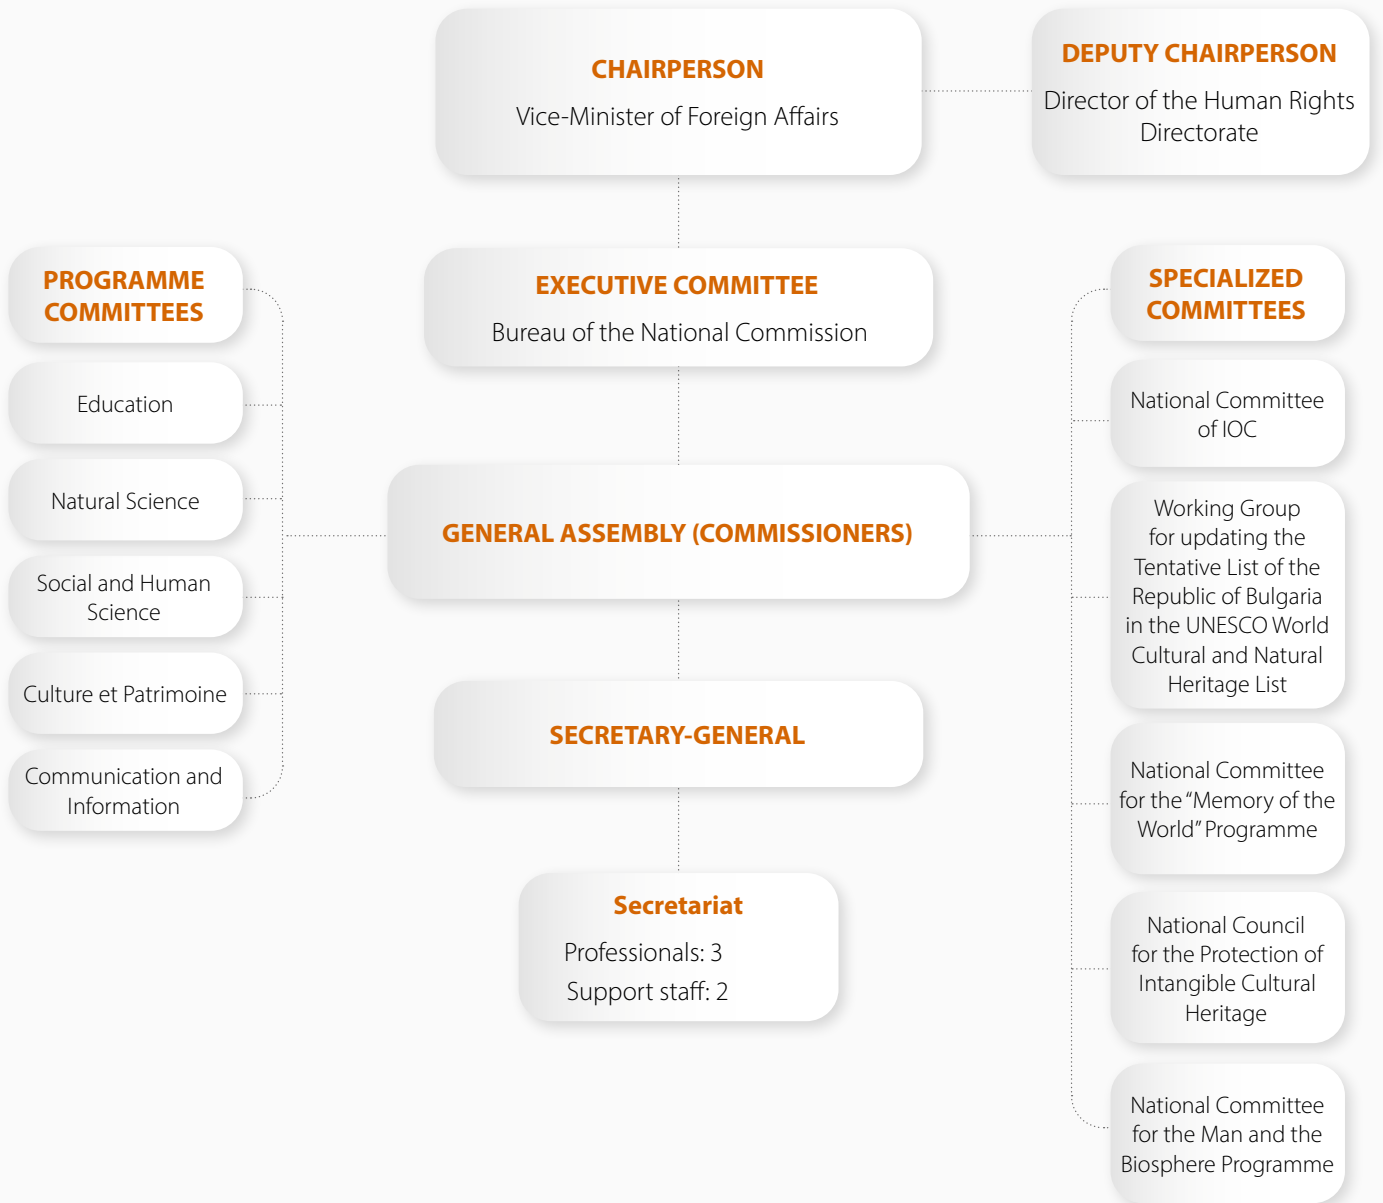 CHAIRPERSON
Vice-Minister of Foreign Affairs
DEPUTY CHAIRPERSON
Director of the Human Rights
Directorate
EXECUTIVE COMMITTEE
Bureau of the National Commission
PROGRAMME
COMMITTEES
Education
Natural Science
Social and Human
Science
Culture et Patrimoine
Communication and
Information
GENERAL ASSEMBLY (COMMISSIONERS)
SECRETARY-GENERAL
Secretariat
Professionals: 3
Support staff: 2
SPECIALIZED
COMMITTEES
National Committee
of IOC
Working Group
for updating the
Tentative List of the
Republic of Bulgaria
in the UNESCO World
Cultural and Natural
Heritage List
National Committee
for the “Memory of the
World” Programme
National Council
for the Protection of
Intangible Cultural
Heritage
National Committee
for the Man and the
Biosphere Programme